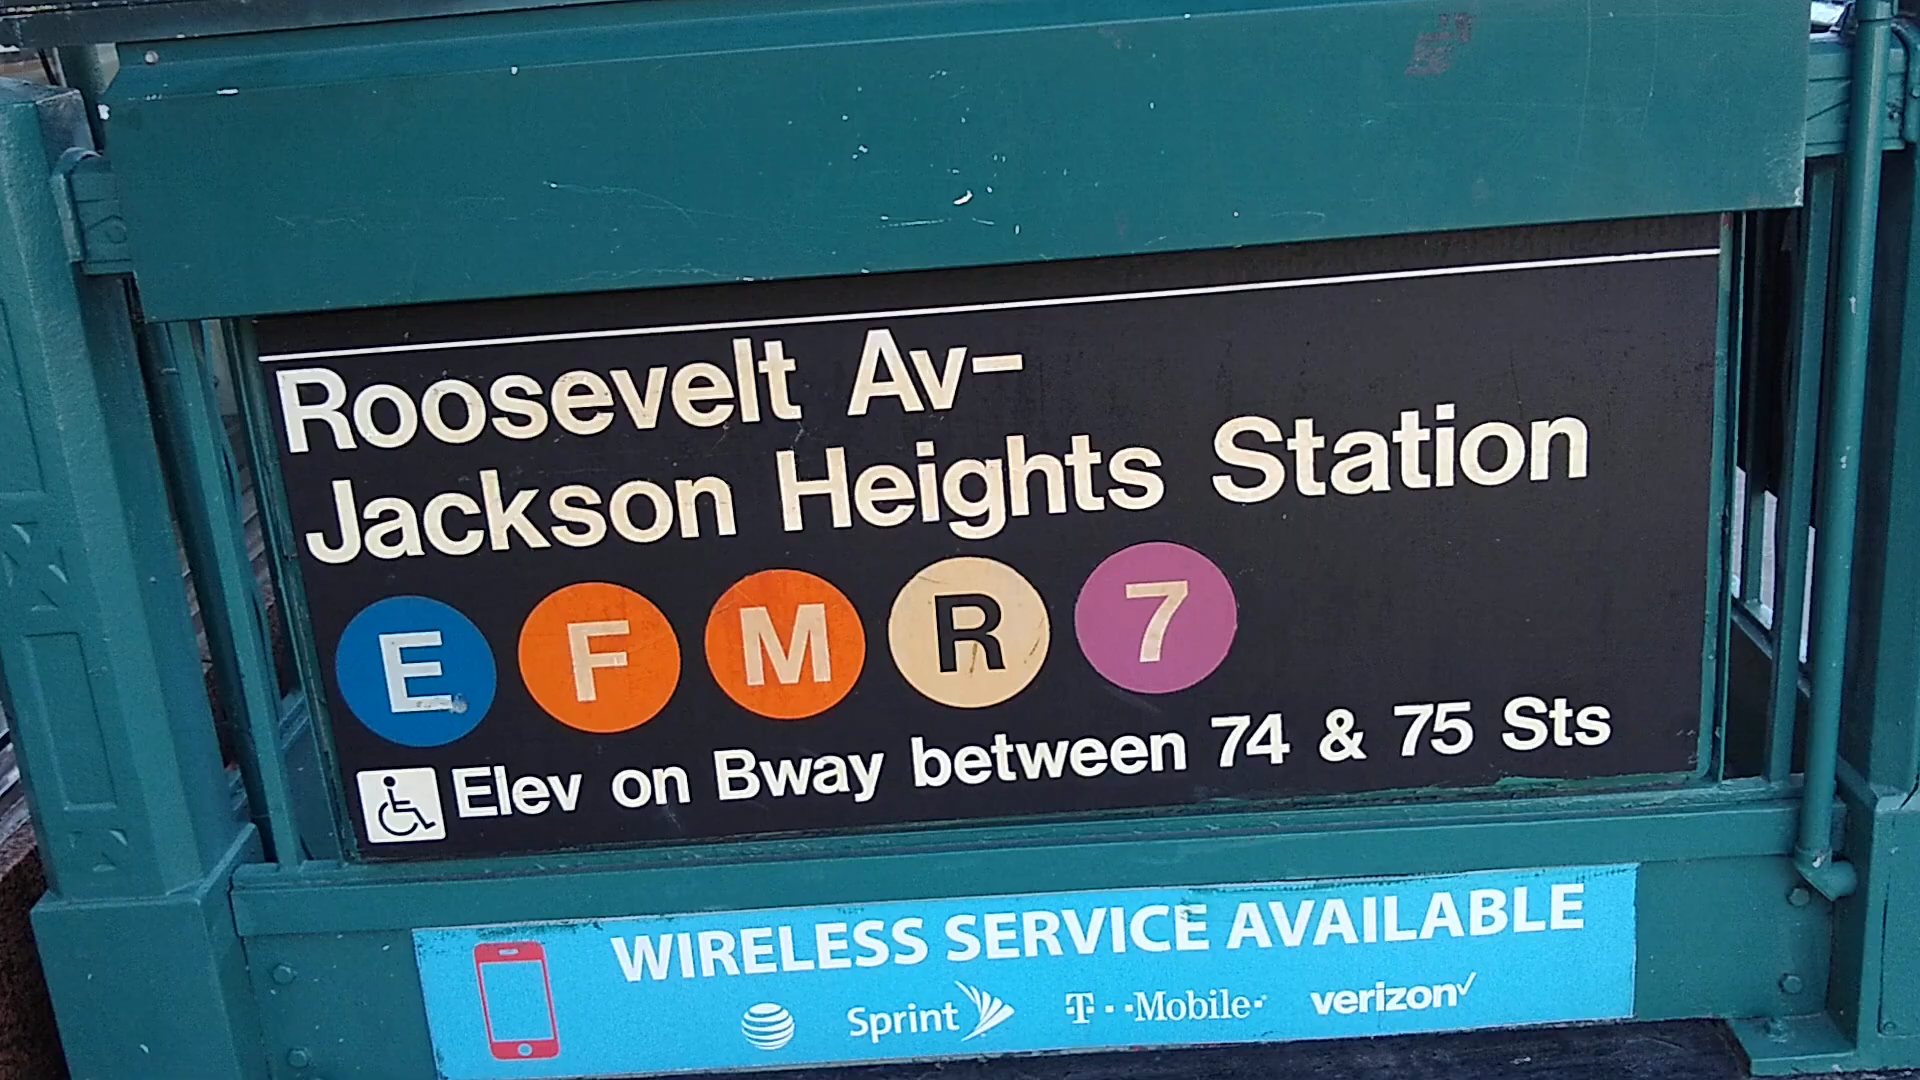 Roosevelt Av-
Jackson Heights Station
E F M R 7
Elev on Bway between 74 & 75 Sts
WIRELESS SERVICE AVAILABLE
Sprint T··Mobile· verizon✓